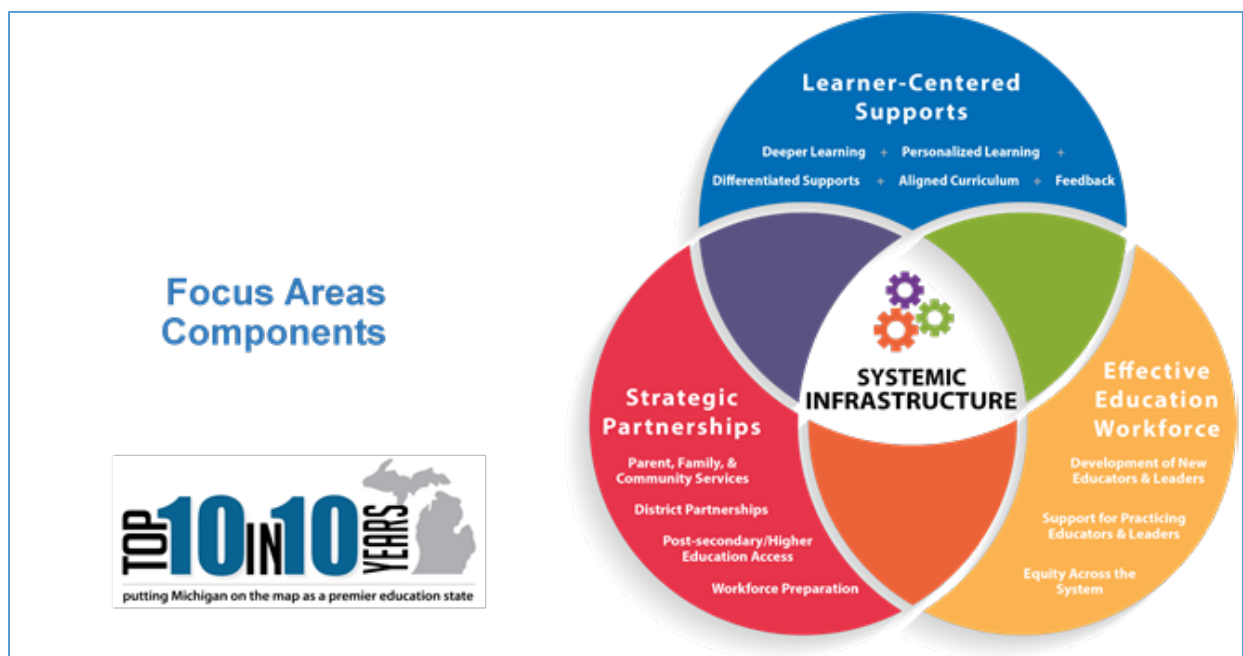 Focus Areas
Components
TOP 10 IN 10 YEARS
putting Michigan on the map as a premier education state
Learner-Centered
Supports
Deeper Learning + Personalized Learning +
Differentiated Supports + Aligned Curriculum + Feedback
SYSTEMIC
INFRASTRUCTURE
Strategic
Partnerships
Parent, Family, &
Community Services
District Partnerships
Post-secondary/Higher
Education Access
Workforce Preparation
Effective
Education
Workforce
Development of New
Educators & Leaders
Support for Practicing
Educators & Leaders
Equity Across the
System